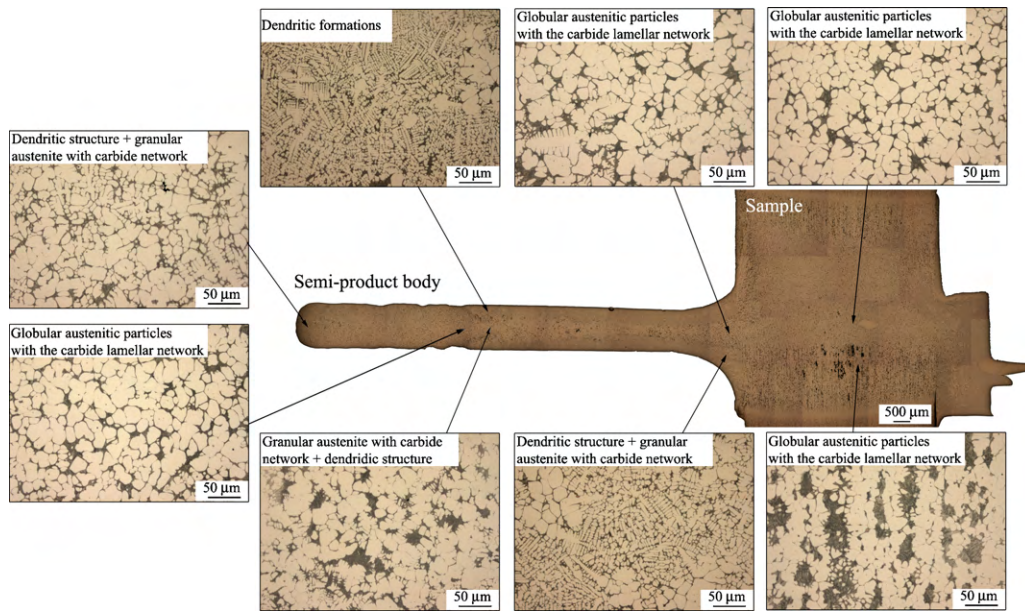 Dendritic formations
50 µm
Globular austenitic particles
with the carbide lamellar network
50 µm
Globular austenitic particles
with the carbide lamellar network
50 µm
Dendritic structure + granular
austenite with carbide network
50 µm
Sample
Semi-product body
500 µm
Globular austenitic particles
with the carbide lamellar network
50 µm
Granular austenite with carbide
network + dendridic structure
50 µm
Dendritic structure + granular
austenite with carbide network
50 µm
Globular austenitic particles
with the carbide lamellar network
50 µm